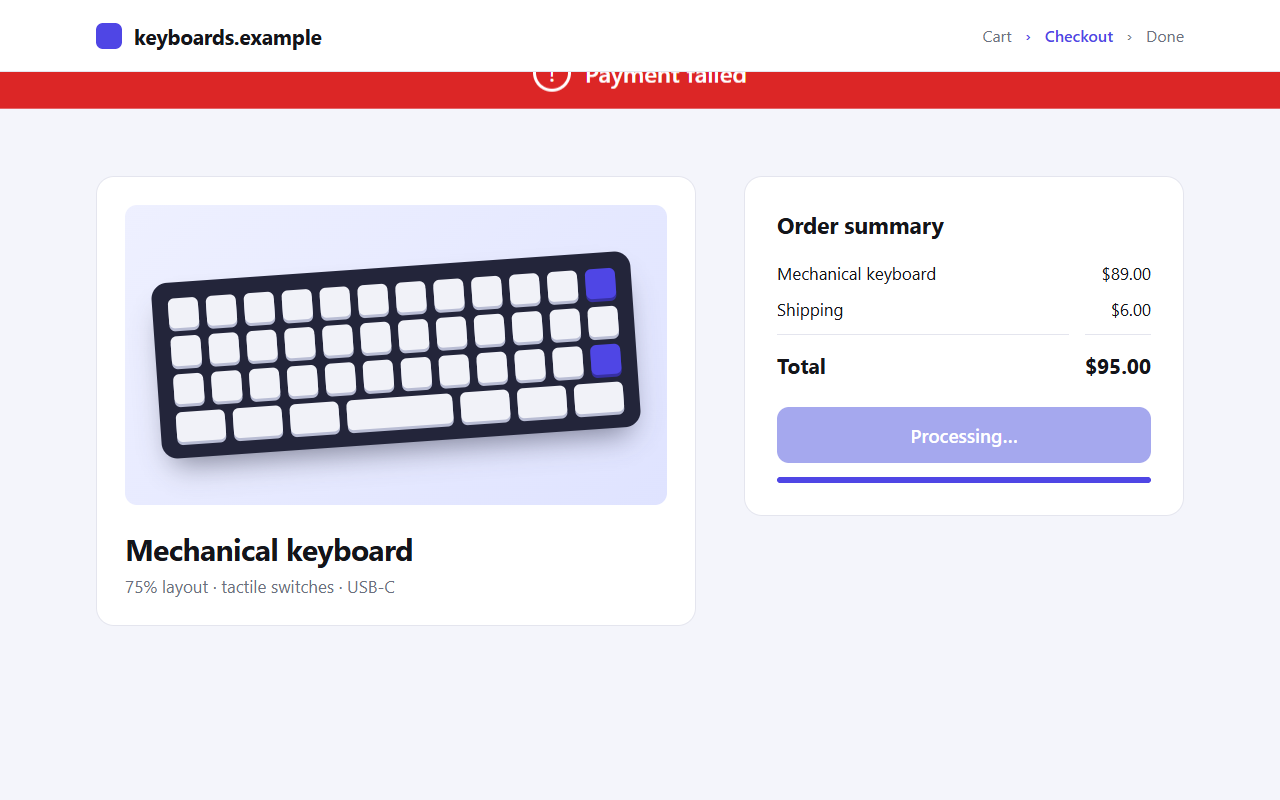 keyboards.example
Cart › Checkout › Done
Payment failed
Mechanical keyboard
75% layout · tactile switches · USB-C
Order summary
Mechanical keyboard $89.00
Shipping $6.00
Total $95.00
Processing...